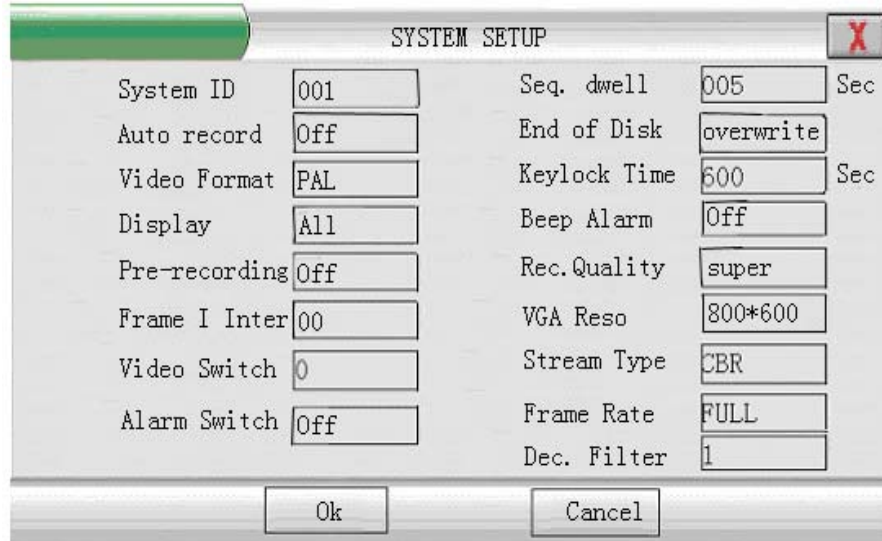 SYSTEM SETUP
X
System ID 001
Auto record Off
Video Format PAL
Display All
Pre-recording Off
Frame I Inter 00
Video Switch 0
Alarm Switch Off
Seq. dwell 005 Sec
End of Disk overwrite
Keylock Time 600 Sec
Beep Alarm Off
Rec.Quality super
VGA Reso 800*600
Stream Type CBR
Frame Rate FULL
Dec. Filter 1
Ok
Cancel